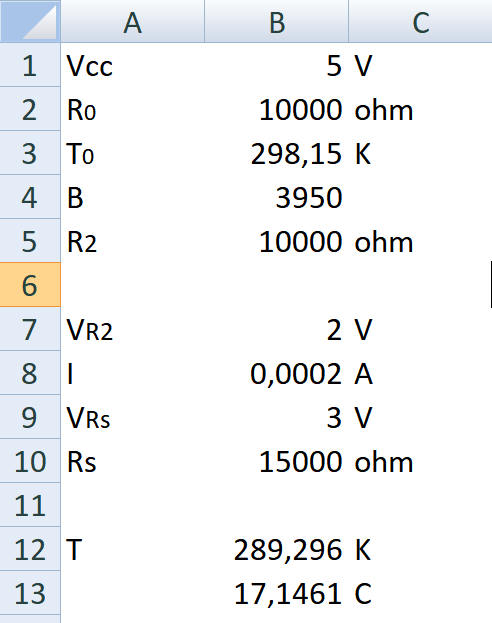 A B C
1 Vcc 5 V
2 R0 10000 ohm
3 T0 298,15 K
4 B 3950
5 R2 10000 ohm
6
7 VR2 2 V
8 I 0,0002 A
9 VRs 3 V
10 Rs 15000 ohm
11
12 T 289,296 K
13 17,1461 C